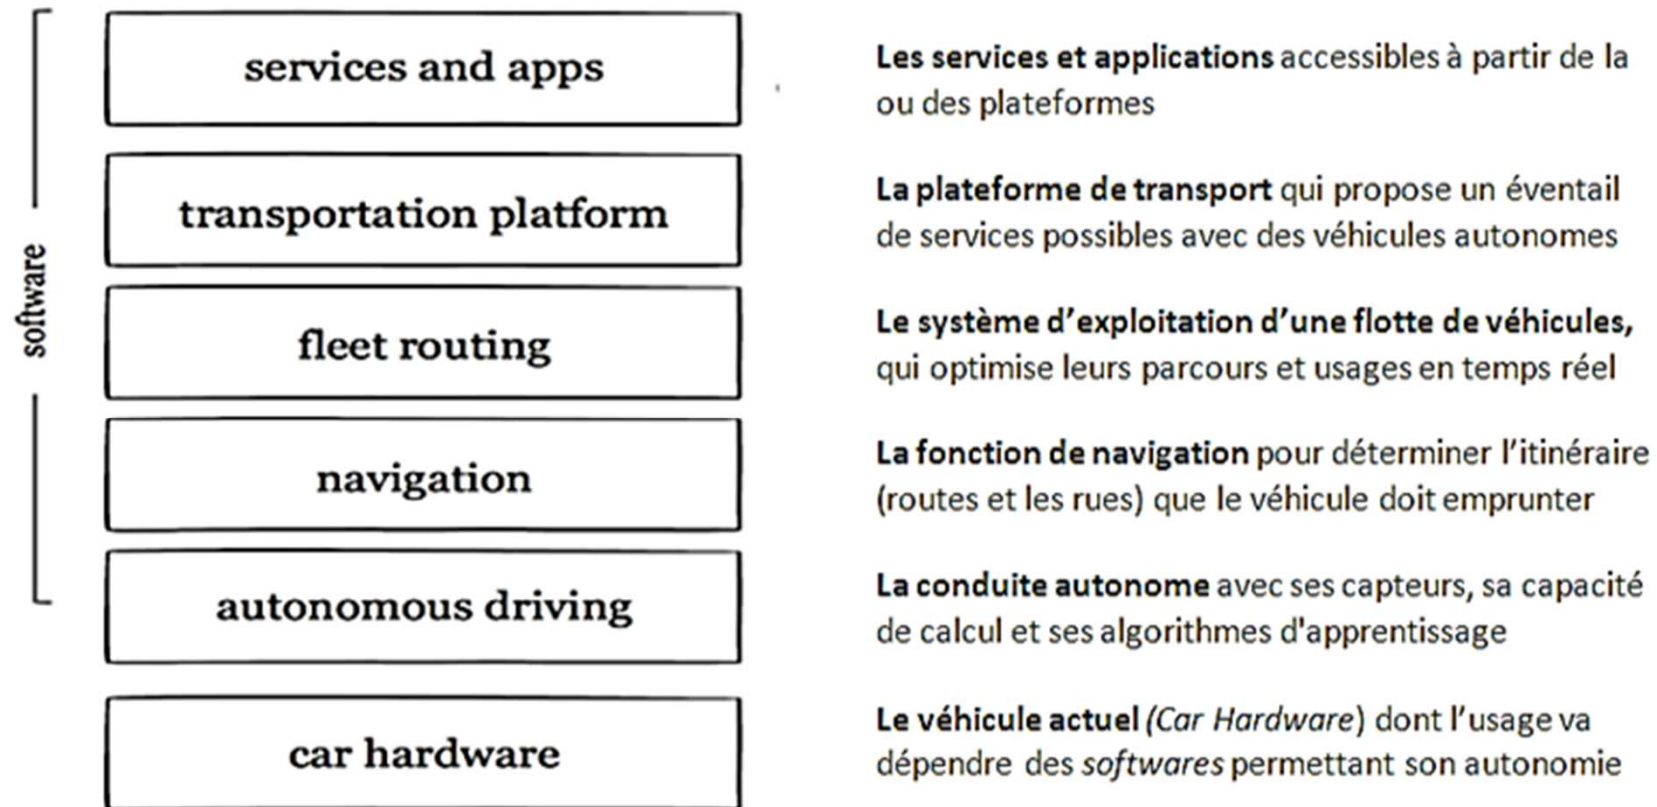 software
services and apps
Les services et applications accessibles à partir de la
ou des plateformes
transportation platform
La plateforme de transport qui propose un éventail
de services possibles avec des véhicules autonomes
fleet routing
Le système d’exploitation d’une flotte de véhicules,
qui optimise leurs parcours et usages en temps réel
navigation
La fonction de navigation pour déterminer l’itinéraire
(routes et les rues) que le véhicule doit emprunter
autonomous driving
La conduite autonome avec ses capteurs, sa capacité
de calcul et ses algorithmes d'apprentissage
car hardware
Le véhicule actuel (Car Hardware) dont l’usage va
dépendre des softwares permettant son autonomie